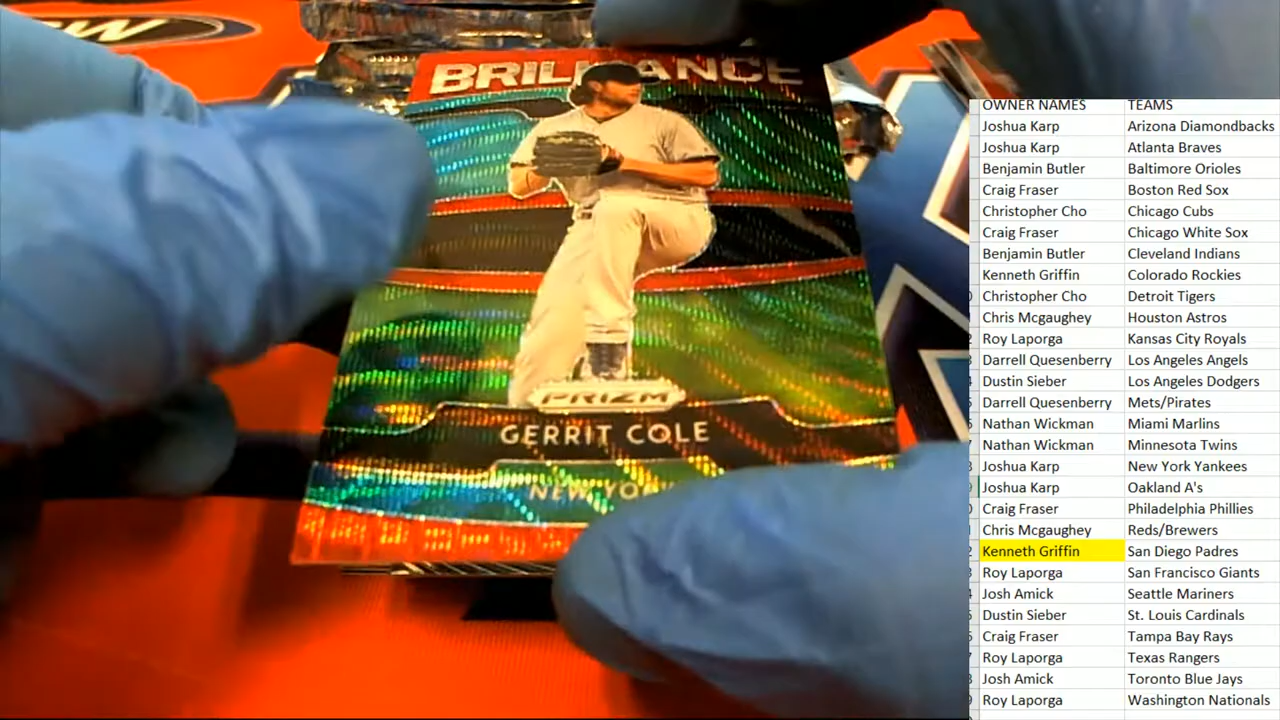 BRILLIANCE
PRIZM
GERRIT COLE
NEW YOR
OWNER NAMES TEAMS
Joshua Karp Arizona Diamondbacks
Joshua Karp Atlanta Braves
Benjamin Butler Baltimore Orioles
Craig Fraser Boston Red Sox
Christopher Cho Chicago Cubs
Craig Fraser Chicago White Sox
Benjamin Butler Cleveland Indians
Kenneth Griffin Colorado Rockies
Christopher Cho Detroit Tigers
Chris Mcgaughey Houston Astros
Roy Laporga Kansas City Royals
Darrell Quesenberry Los Angeles Angels
Dustin Sieber Los Angeles Dodgers
Darrell Quesenberry Mets/Pirates
Nathan Wickman Miami Marlins
Nathan Wickman Minnesota Twins
Joshua Karp New York Yankees
Joshua Karp Oakland A's
Craig Fraser Philadelphia Phillies
Chris Mcgaughey Reds/Brewers
Kenneth Griffin San Diego Padres
Roy Laporga San Francisco Giants
Josh Amick Seattle Mariners
Dustin Sieber St. Louis Cardinals
Craig Fraser Tampa Bay Rays
Roy Laporga Texas Rangers
Josh Amick Toronto Blue Jays
Roy Laporga Washington Nationals